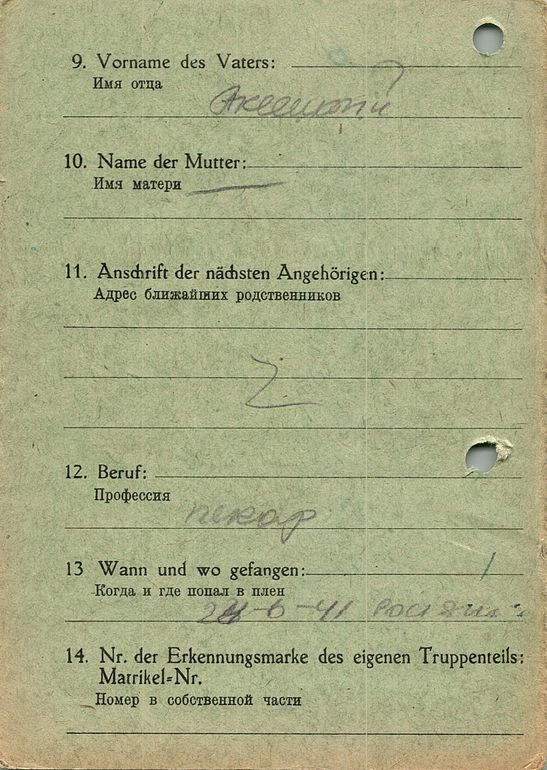 9. Vorname des Vaters:
Имя отца
10. Name der Mutter:
Имя матери
11. Anschrift der nächsten Angehörigen:
Адрес ближайших родственников
12. Beruf:
Профессия
пекар
13 Wann und wo gefangen:
Когда и где попал в плен
-6-41
14. Nr. der Erkennungsmarke des eigenen Truppenteils:
Matrikel=Nr.
Номер в собственной части